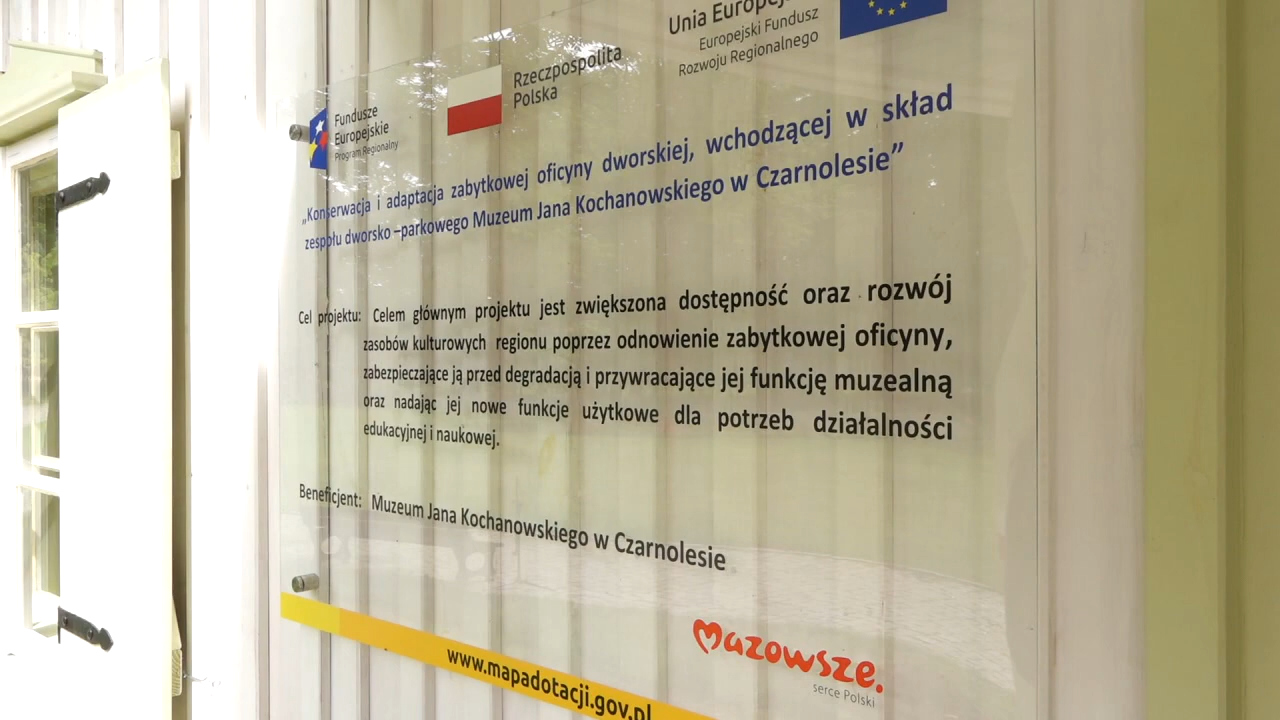 Fundusze
Europejskie
Program Regionalny
Rzeczpospolita
Polska
Unia Europejska
Europejski Fundusz
Rozwoju Regionalnego
„Konserwacja i adaptacja zabytkowej oficyny dworskiej, wchodzącej w skład
zespołu dworsko –parkowego Muzeum Jana Kochanowskiego w Czarnolesie”
Cel projektu: Celem głównym projektu jest zwiększona dostępność oraz rozwój
zasobów kulturowych regionu poprzez odnowienie zabytkowej oficyny,
zabezpieczające ją przed degradacją i przywracające jej funkcję muzealną
oraz nadając jej nowe funkcje użytkowe dla potrzeb działalności
edukacyjnej i naukowej.
Beneficjent: Muzeum Jana Kochanowskiego w Czarnolesie
mazowsze.
serce Polski
www.mapadotacji.gov.pl